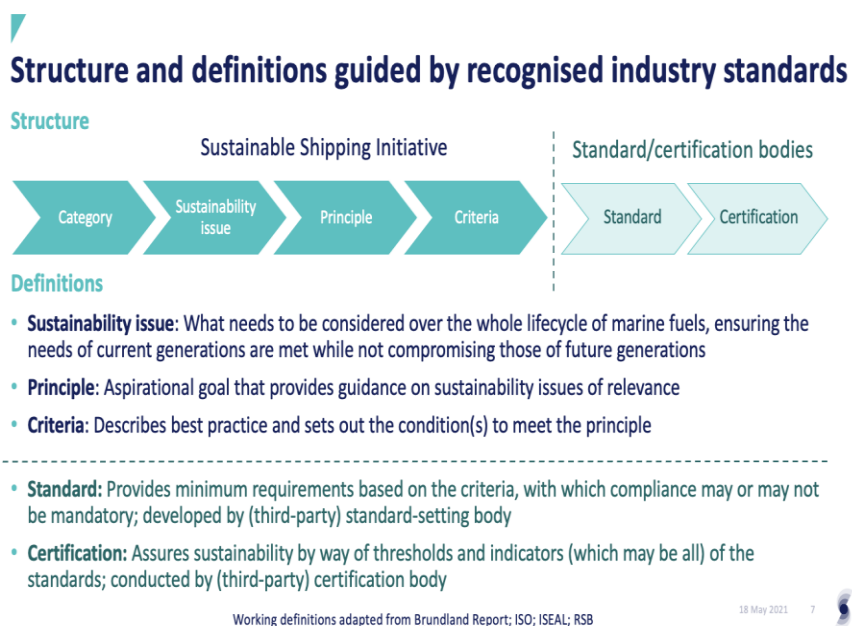 Structure and definitions guided by recognised industry standards
Structure
Sustainable Shipping Initiative
Standard/certification bodies
Category
Sustainability
issue
Principle
Criteria
Standard
Certification
Definitions
• Sustainability issue: What needs to be considered over the whole lifecycle of marine fuels, ensuring the
needs of current generations are met while not compromising those of future generations
• Principle: Aspirational goal that provides guidance on sustainability issues of relevance
• Criteria: Describes best practice and sets out the condition(s) to meet the principle
• Standard: Provides minimum requirements based on the criteria, with which compliance may or may not
be mandatory; developed by (third-party) standard-setting body
• Certification: Assures sustainability by way of thresholds and indicators (which may be all) of the
standards; conducted by (third-party) certification body
Working definitions adapted from Brundland Report; ISO; ISEAL; RSB
18 May 2021 7